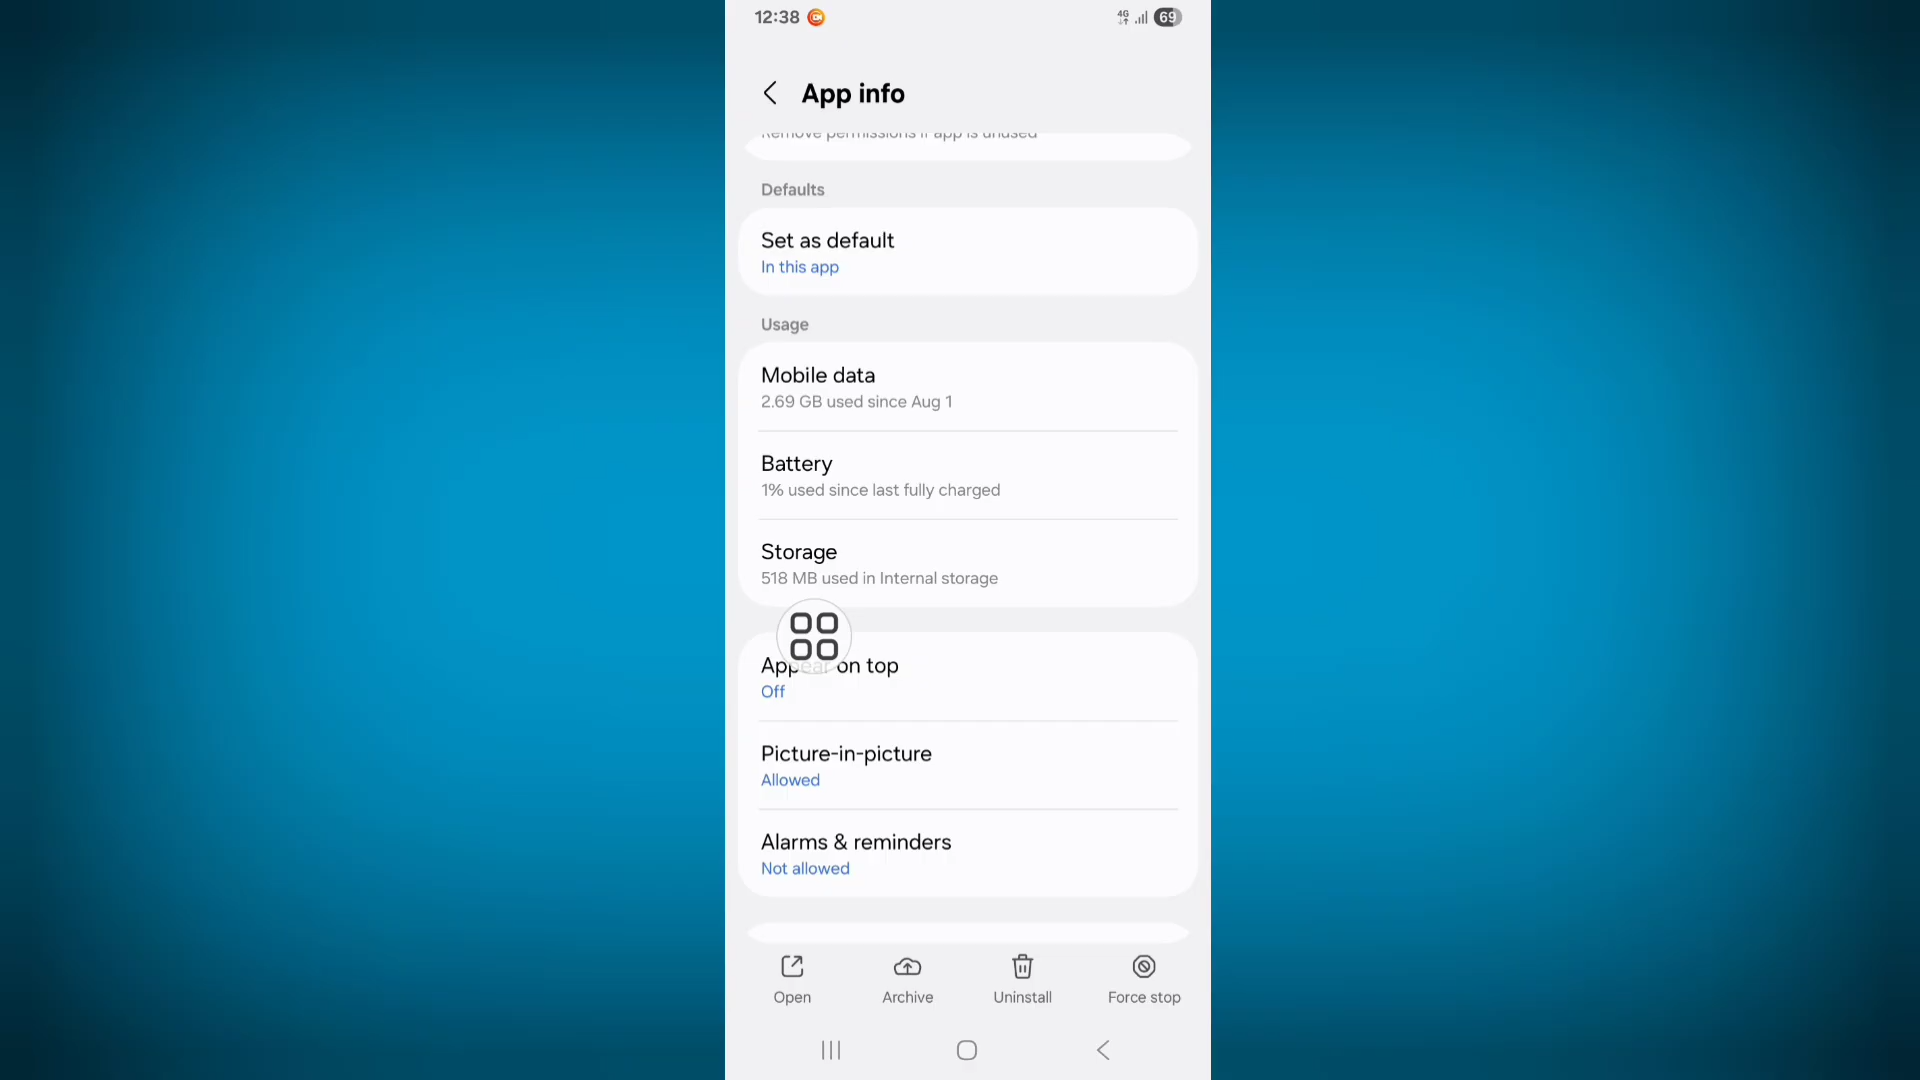 12:38
4G
69
App info
Remove permissions if app is unused
Defaults
Set as default
In this app
Usage
Mobile data
2.69 GB used since Aug 1
Battery
1% used since last fully charged
Storage
518 MB used in Internal storage
Appear on top
Off
Picture-in-picture
Allowed
Alarms & reminders
Not allowed
Open
Archive
Uninstall
Force stop